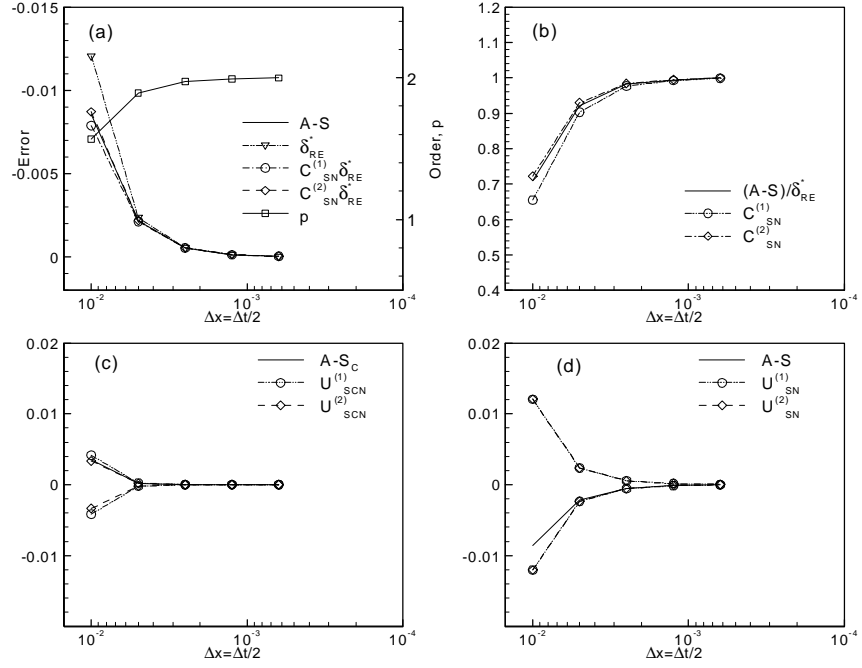 (a)
-0.015
-0.01
-0.005
0
-Error
2
1
Order, p
A-S
δ*RE
C(1)SNδ*RE
C(2)SNδ*RE
p
10-2
10-3
10-4
Δx=Δt/2
(b)
1.2
1.1
1
0.9
0.8
0.7
0.6
0.5
0.4
(A-S)/δ*RE
C(1)SN
C(2)SN
10-2
10-3
10-4
Δx=Δt/2
(c)
0.02
0.01
0
-0.01
A-SC
U(1)SCN
U(2)SCN
10-2
10-3
10-4
Δx=Δt/2
(d)
0.02
0.01
0
-0.01
A-S
U(1)SN
U(2)SN
10-2
10-3
10-4
Δx=Δt/2